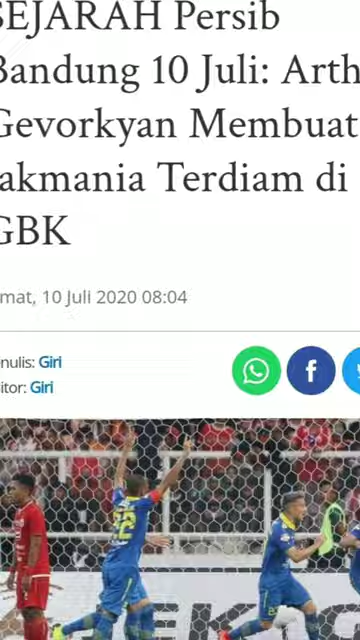 SEJARAH Persib
Bandung 10 Juli: Arth
Gevorkyan Membuat
akmania Terdiam di
GBK
mat, 10 Juli 2020 08:04
nulis: Giri
itor: Giri
22